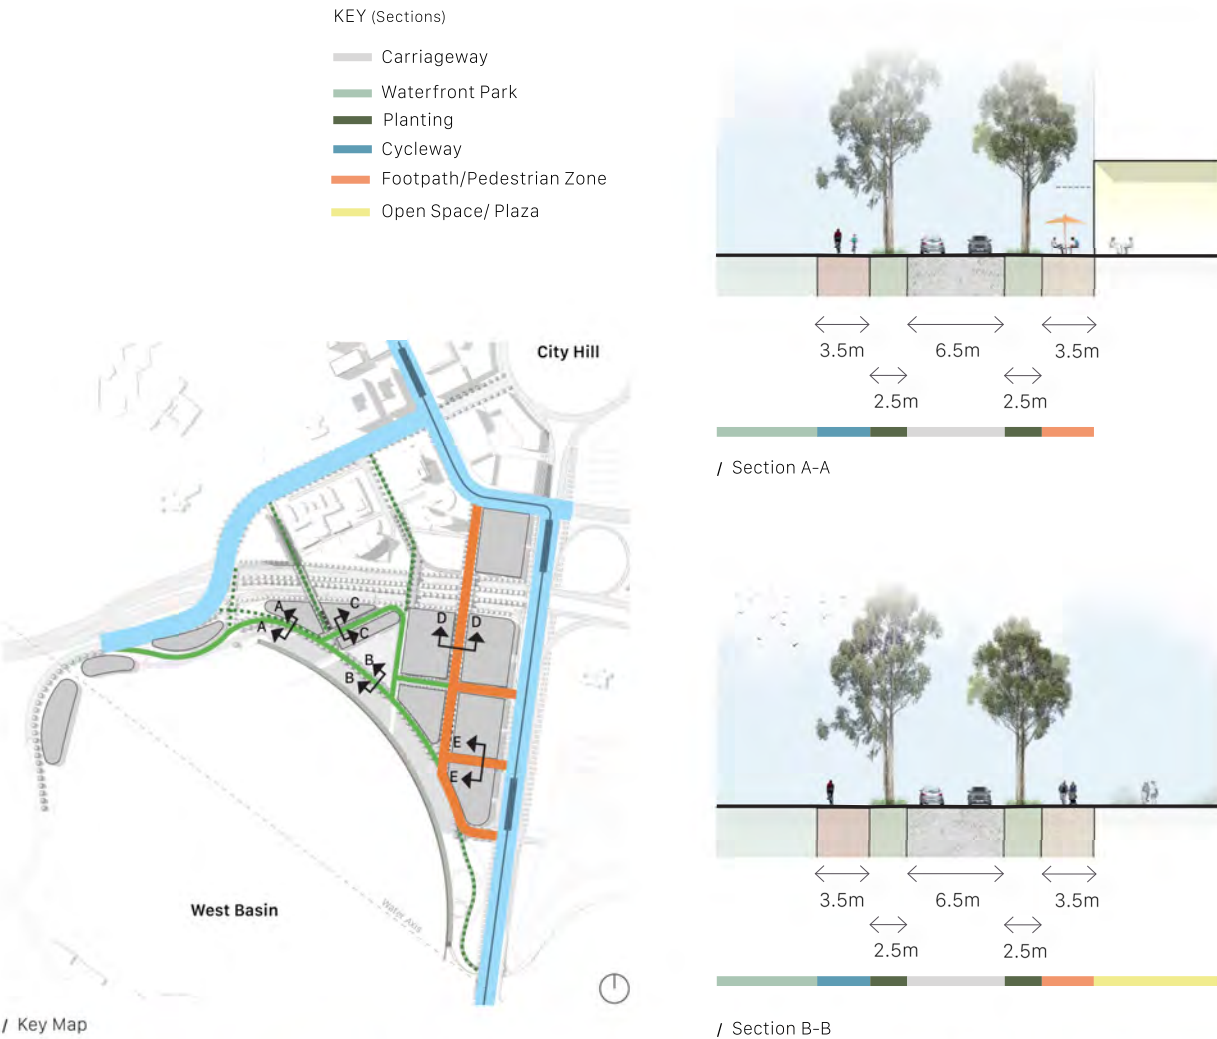 KEY (Sections)
Carriageway
Waterfront Park
Planting
Cycleway
Footpath/Pedestrian Zone
Open Space/ Plaza
City Hill
A
A
C
C
B
B
D
D
E
E
West Basin
Water Axis
/ Key Map
3.5m
6.5m
3.5m
2.5m
2.5m
/ Section A-A
3.5m
6.5m
3.5m
2.5m
2.5m
/ Section B-B